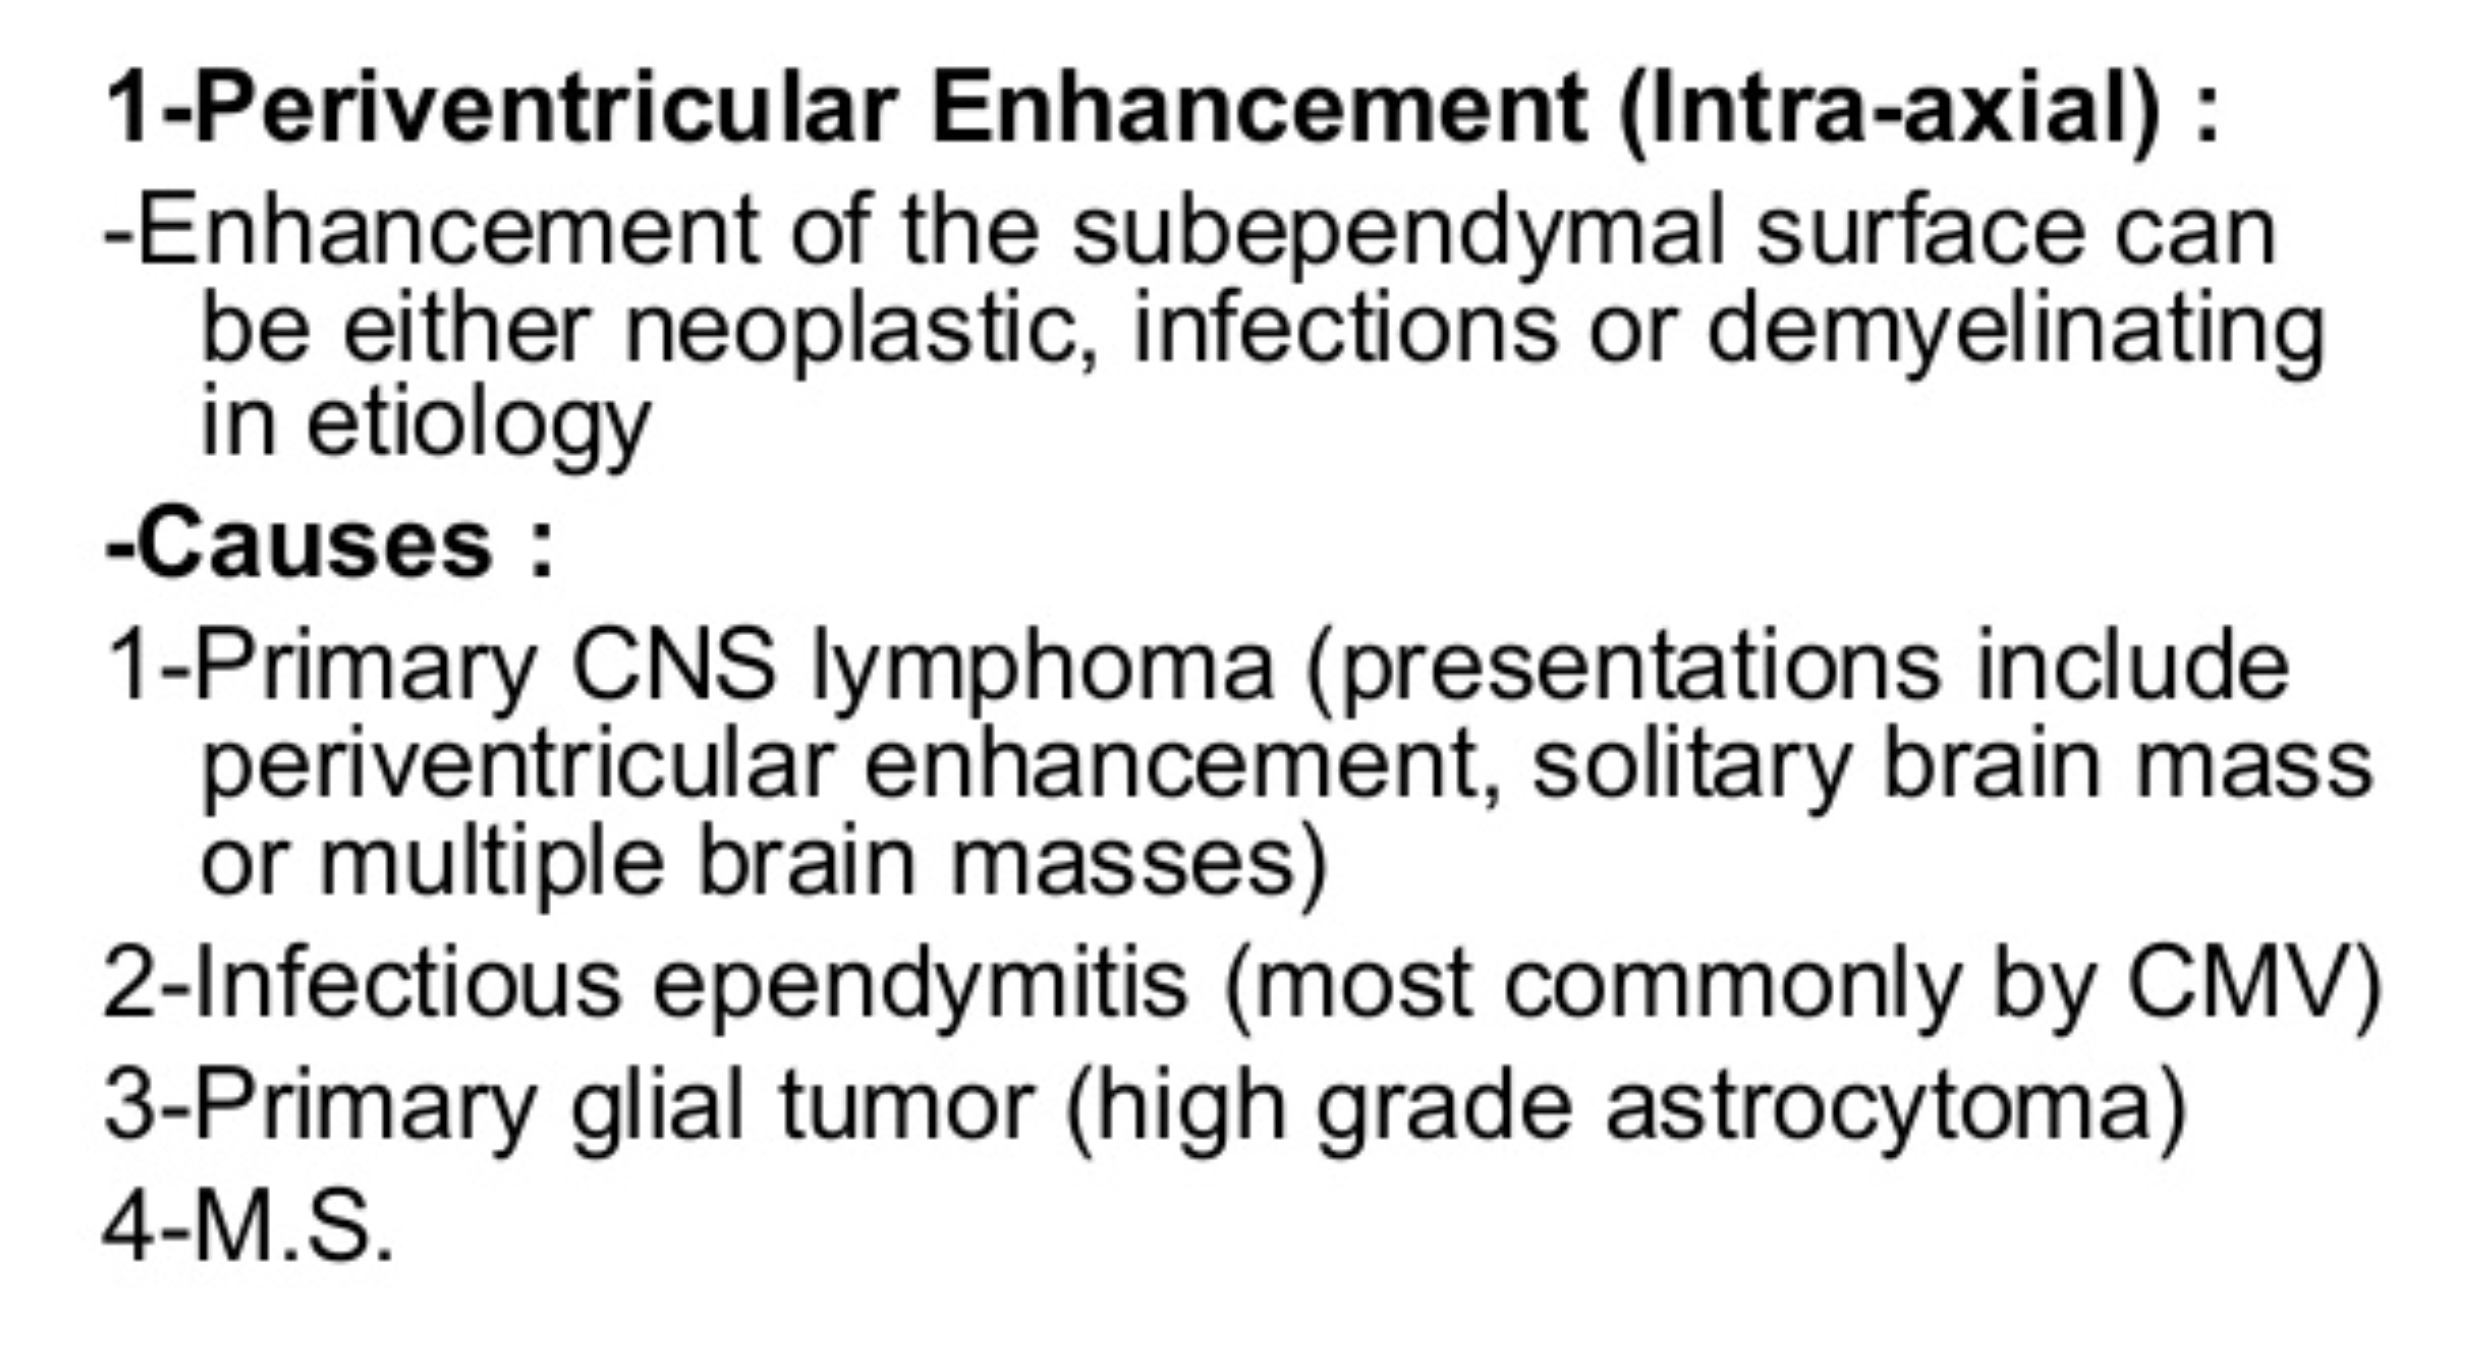 1-Periventricular Enhancement (Intra-axial) :
-Enhancement of the subependymal surface can
be either neoplastic, infections or demyelinating
in etiology
-Causes :
1-Primary CNS lymphoma (presentations include
periventricular enhancement, solitary brain mass
or multiple brain masses)
2-Infectious ependymitis (most commonly by CMV)
3-Primary glial tumor (high grade astrocytoma)
4-M.S.